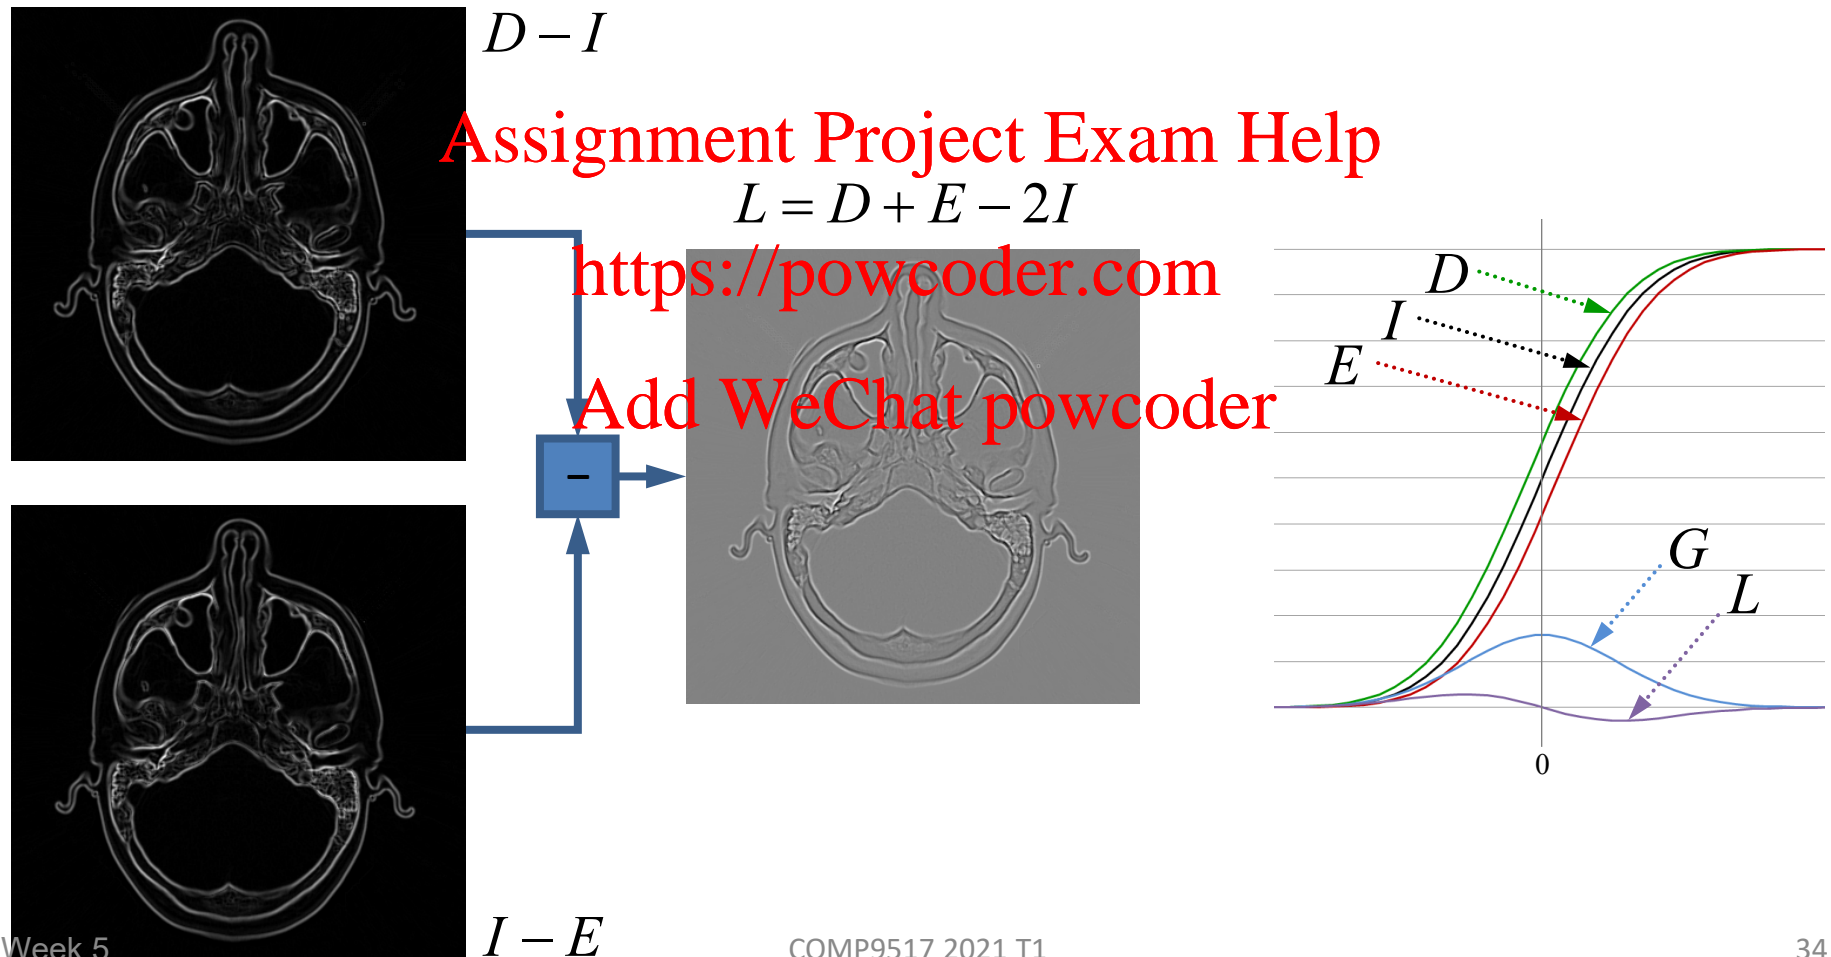 D − I
Assignment Project Exam Help
L = D + E − 2I
https://powcoder.com
Add WeChat powcoder
−
D
I
E
G
L
0
I − E
Week 5
COMP9517 2021 T1
34